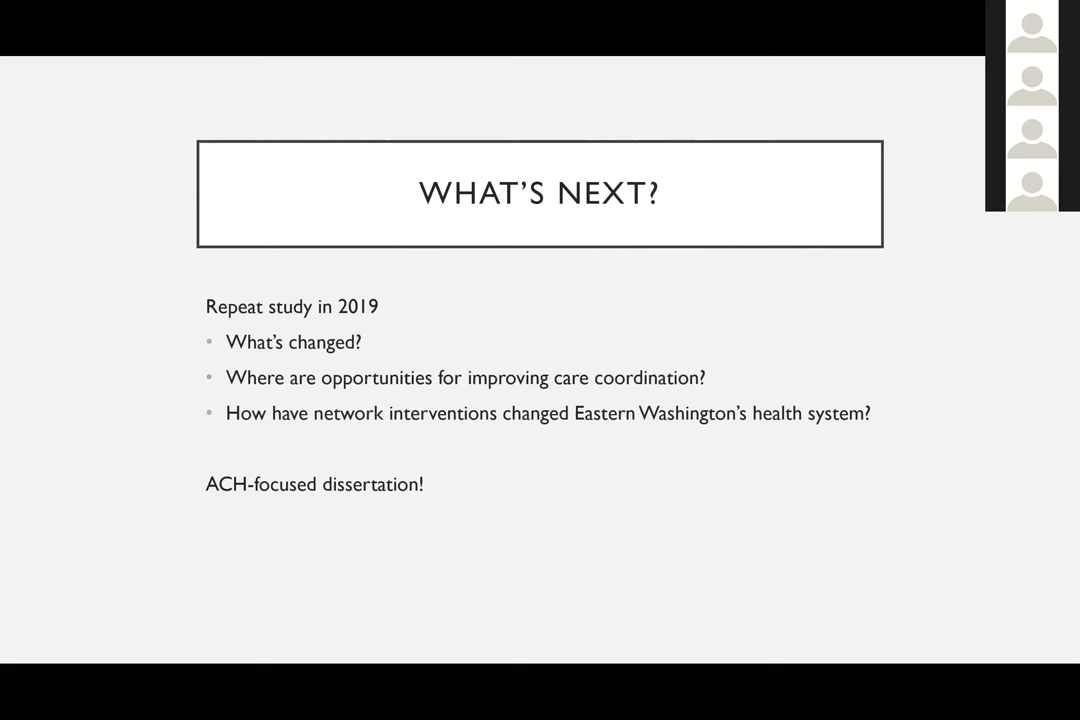 WHAT'S NEXT?
Repeat study in 2019
• What's changed?
• Where are opportunities for improving care coordination?
• How have network interventions changed Eastern Washington's health system?
ACH-focused dissertation!